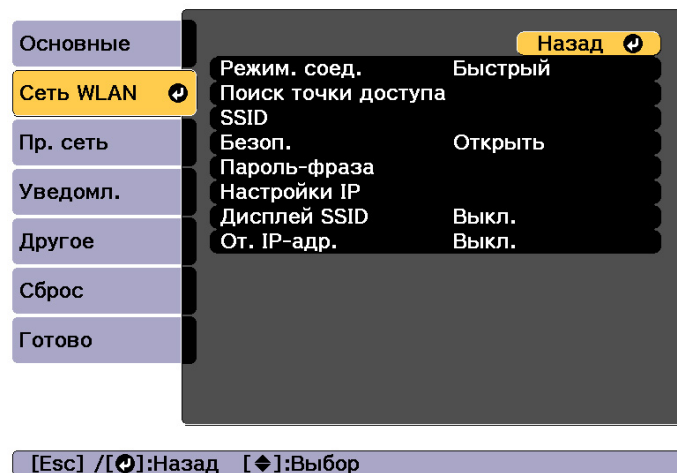 Основные
Сеть WLAN
Пр. сеть
Уведомл.
Другое
Сброс
Готово
Назад
Режим. соед. Быстрый
Поиск точки доступа
SSID
Безоп. Открыть
Пароль-фраза
Настройки IP
Дисплей SSID Выкл.
От. IP-адр. Выкл.
[Esc] /[⏎]:Назад [◆]:Выбор